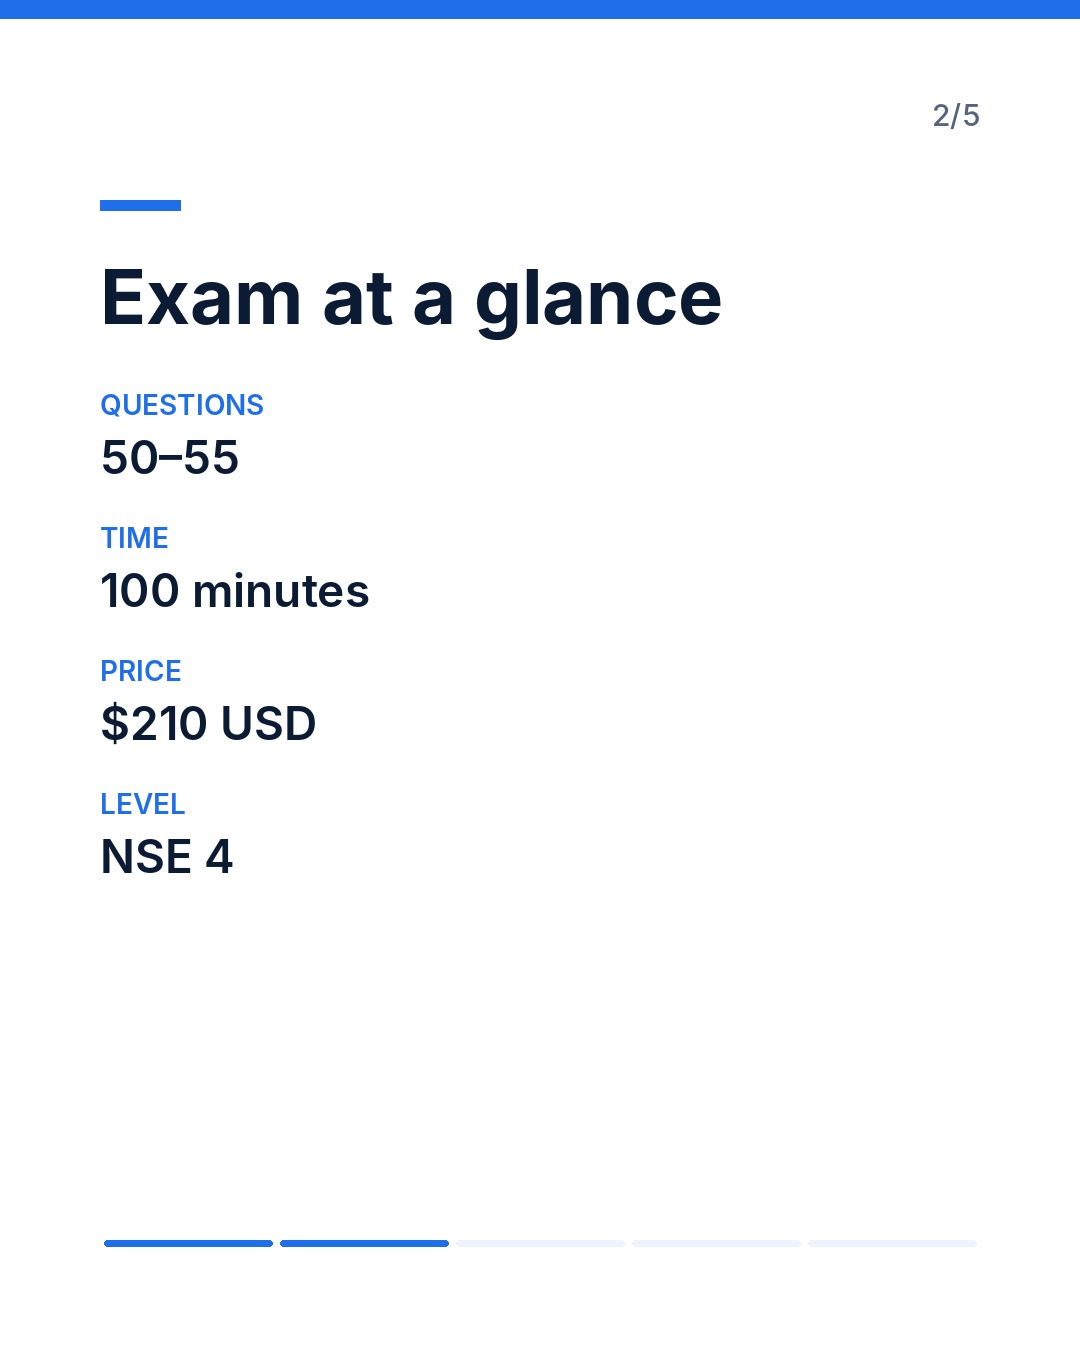 2/5
Exam at a glance
QUESTIONS
50–55
TIME
100 minutes
PRICE
$210 USD
LEVEL
NSE 4